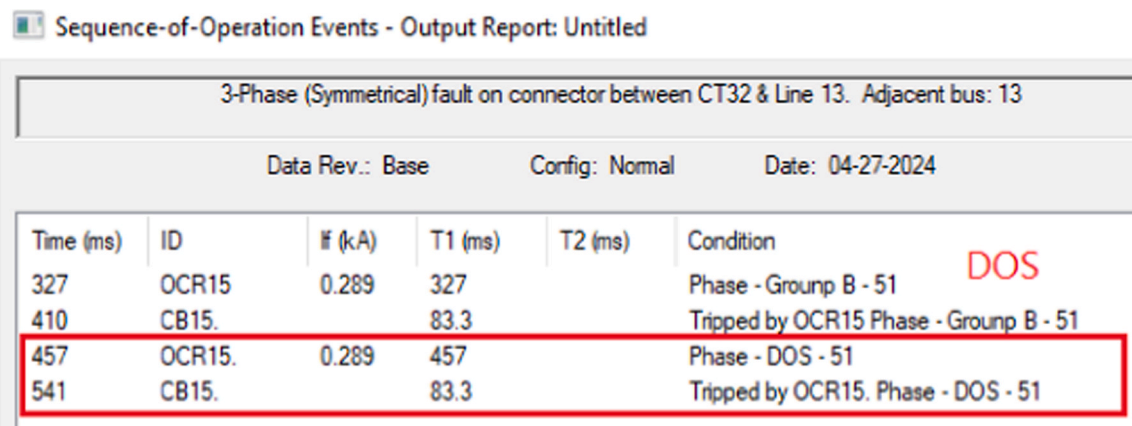 Sequence-of-Operation Events - Output Report: Untitled
3-Phase (Symmetrical) fault on connector between CT32 & Line 13. Adjacent bus: 13
Data Rev.: Base Config: Normal Date: 04-27-2024
Time (ms) ID If (kA) T1 (ms) T2 (ms) Condition
DOS
327 OCR15 0.289 327 Phase - Grounp B - 51
410 CB15. 83.3 Tripped by OCR15 Phase - Grounp B - 51
457 OCR15. 0.289 457 Phase - DOS - 51
541 CB15. 83.3 Tripped by OCR15. Phase - DOS - 51